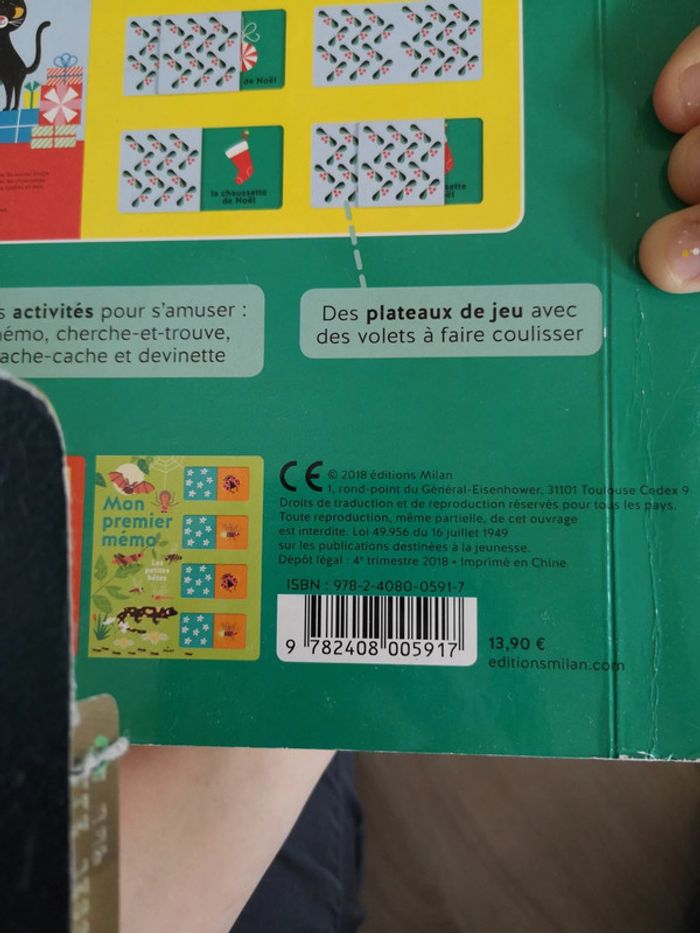 de Noël
la chaussette
de Noël
s activités pour s'amuser :
émo, cherche-et-trouve,
ache-cache et devinette
Des plateaux de jeu avec
des volets à faire coulisser
Mon
premier
mémo
Les
petites
bêtes
CE © 2018 éditions Milan
1, rond-point du Général-Eisenhower, 31101 Toulouse Cedex 9
Droits de traduction et de reproduction réservés pour tous les pays.
Toute reproduction, même partielle, de cet ouvrage
est interdite. Loi 49.956 du 16 juillet 1949
sur les publications destinées à la jeunesse.
Dépôt légal : 4e trimestre 2018 • Imprimé en Chine
ISBN : 978-2-4080-0591-7
9 782408 005917
13,90 €
editionsmilan.com